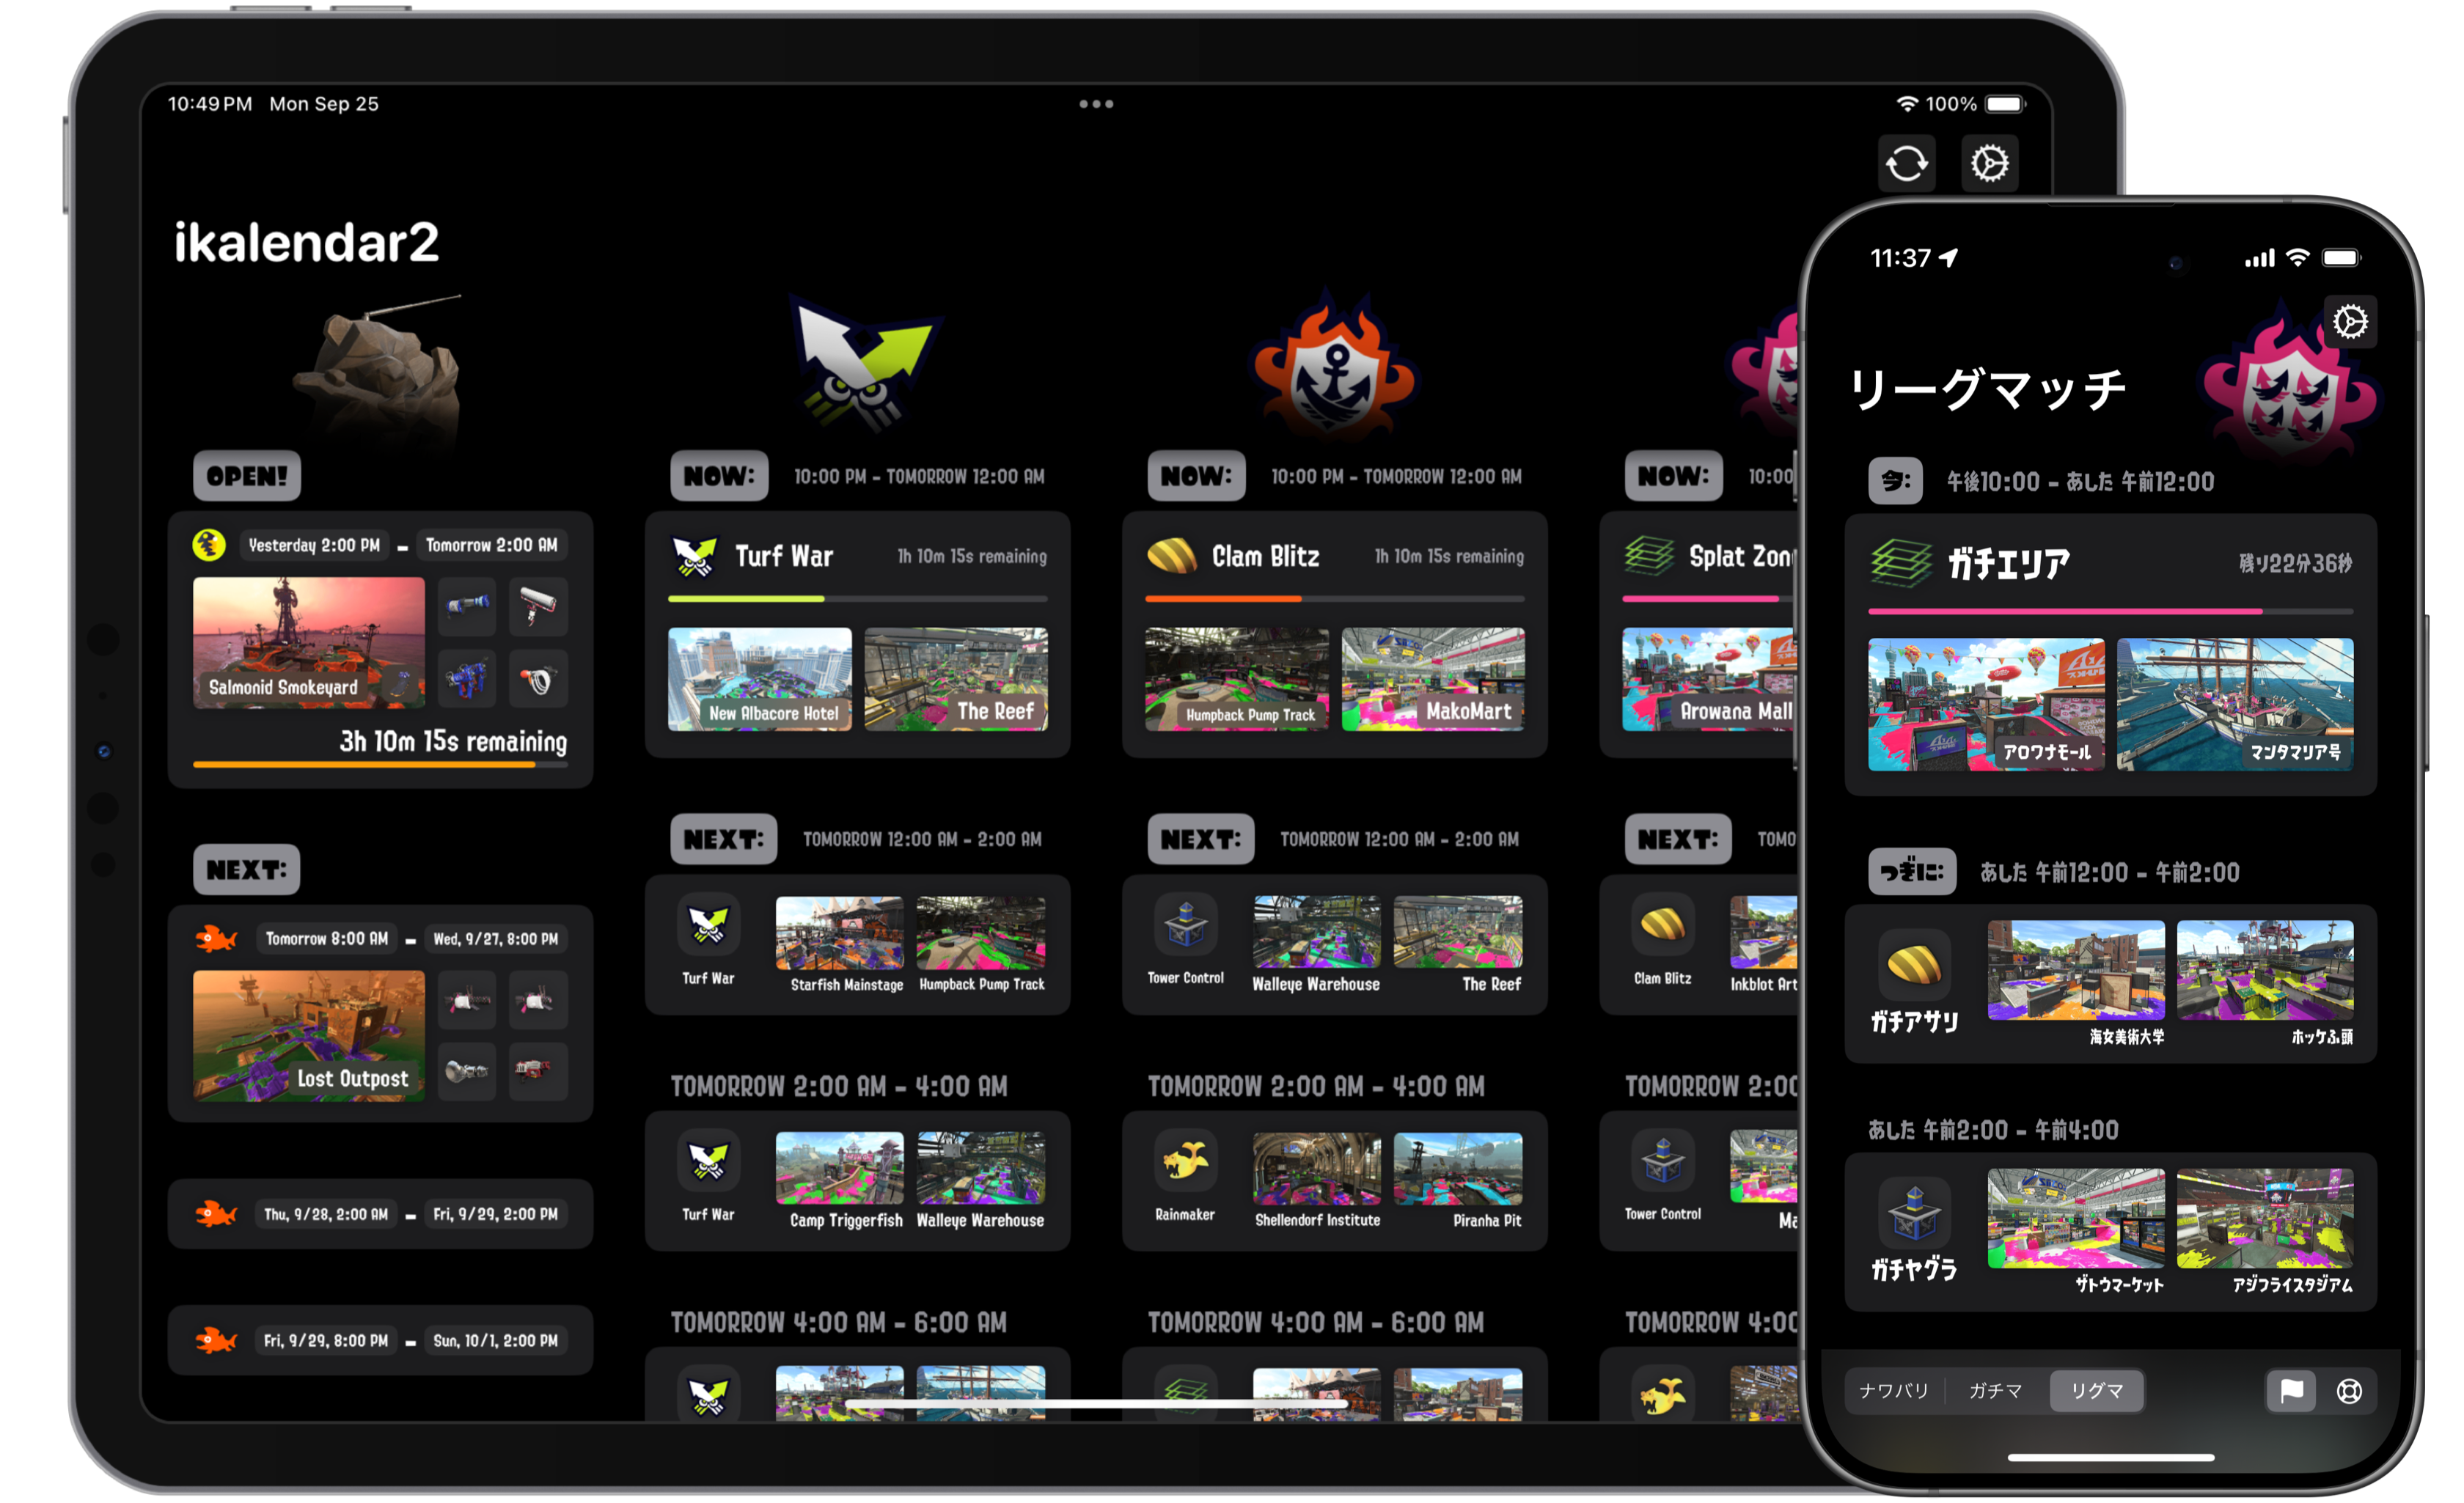 10:49 PM Mon Sep 25
100%
ikalendar2
OPEN!
Yesterday 2:00 PM – Tomorrow 2:00 AM
Salmonid Smokeyard
3h 10m 15s remaining
NEXT:
Tomorrow 8:00 AM – Wed, 9/27, 8:00 PM
Lost Outpost
Thu, 9/28, 2:00 AM – Fri, 9/29, 2:00 PM
Fri, 9/29, 8:00 PM – Sun, 10/1, 2:00 PM
NOW: 10:00 PM – TOMORROW 12:00 AM
Turf War 1h 10m 15s remaining
New Albacore Hotel The Reef
NEXT: TOMORROW 12:00 AM – 2:00 AM
Turf War Starfish Mainstage Humpback Pump Track
TOMORROW 2:00 AM – 4:00 AM
Turf War Camp Triggerfish Walleye Warehouse
TOMORROW 4:00 AM – 6:00 AM
NOW: 10:00 PM – TOMORROW 12:00 AM
Clam Blitz 1h 10m 15s remaining
Humpback Pump Track MakoMart
NEXT: TOMORROW 12:00 AM – 2:00 AM
Tower Control Walleye Warehouse The Reef
TOMORROW 2:00 AM – 4:00 AM
Rainmaker Shellendorf Institute Piranha Pit
TOMORROW 4:00 AM – 6:00 AM
NOW: 10:00
Splat Zon
Arowana Mall
NEXT: TOMO
Clam Blitz Inkblot Art
TOMORROW 2:00
Tower Control Ma
TOMORROW 4:00
11:37
リーグマッチ
今: 午後10:00 – あした 午前12:00
ガチエリア 残り22分36秒
アロワナモール マンタマリア号
つぎに: あした 午前12:00 – 午前2:00
ガチアサリ 海女美術大学 ホッケふ頭
あした 午前2:00 – 午前4:00
ガチヤグラ ザトウマーケット アジフライスタジアム
ナワバリ ガチマ リグマ